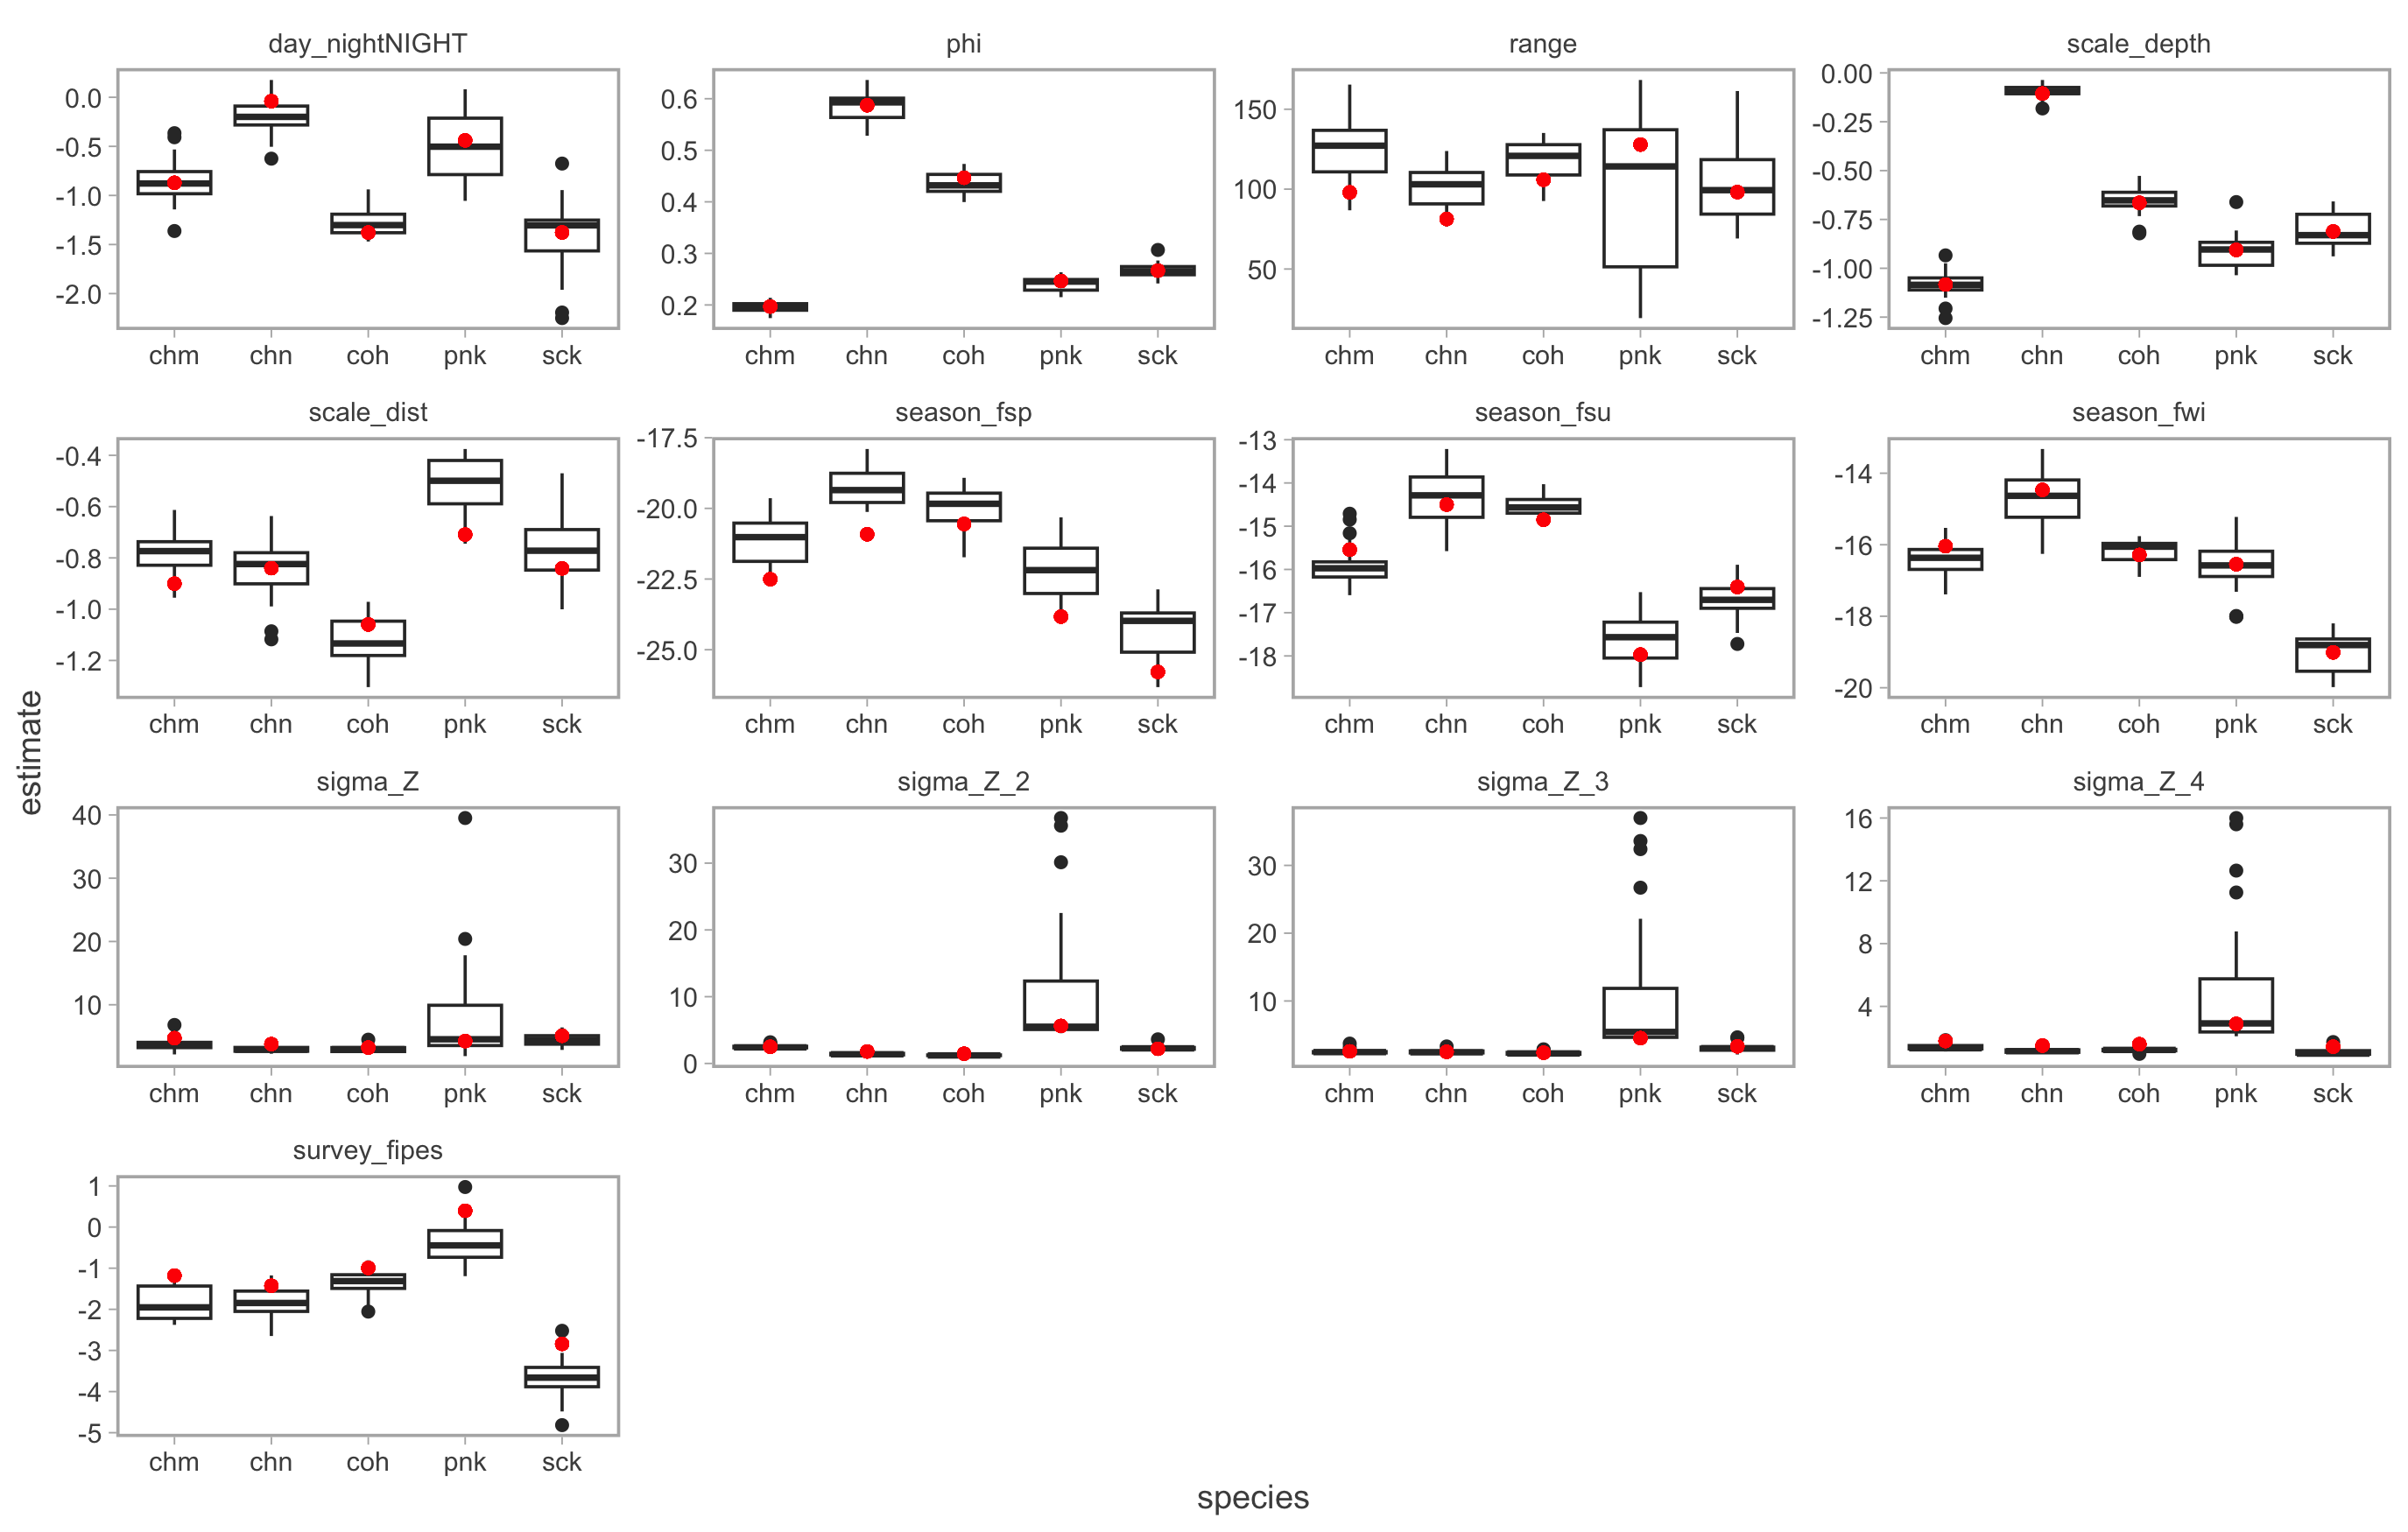 day_nightNIGHT phi range scale_depth
0.0 -0.5 -1.0 -1.5 -2.0
0.6 0.5 0.4 0.3 0.2
150 100 50
0.00 -0.25 -0.50 -0.75 -1.00 -1.25
chm chn coh pnk sck chm chn coh pnk sck chm chn coh pnk sck chm chn coh pnk sck
scale_dist season_fsp season_fsu season_fwi
-0.4 -0.6 -0.8 -1.0 -1.2
-17.5 -20.0 -22.5 -25.0
-13 -14 -15 -16 -17 -18
-14 -16 -18 -20
chm chn coh pnk sck chm chn coh pnk sck chm chn coh pnk sck chm chn coh pnk sck
estimate
sigma_Z sigma_Z_2 sigma_Z_3 sigma_Z_4
40 30 20 10
30 20 10 0
30 20 10
16 12 8 4
chm chn coh pnk sck chm chn coh pnk sck chm chn coh pnk sck chm chn coh pnk sck
survey_fipes
1 0 -1 -2 -3 -4 -5
chm chn coh pnk sck
species